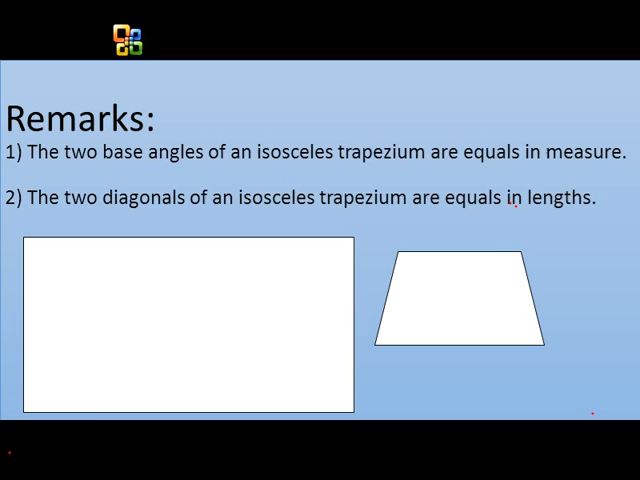 Remarks:
1) The two base angles of an isosceles trapezium are equals in measure.
2) The two diagonals of an isosceles trapezium are equals in lengths.